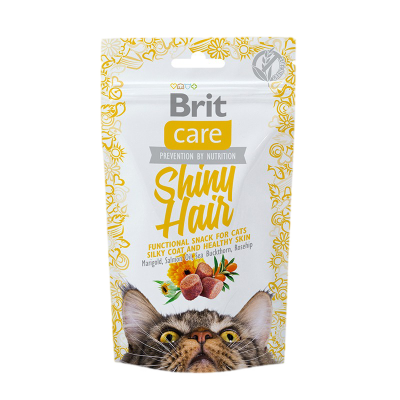 Brit
care
PREVENTION BY NUTRITION
Shiny
Hair
FUNCTIONAL SNACK FOR CATS
SILKY COAT AND HEALTHY SKIN
Marigold, Salmon Oil, Sea Buckthorn, Rosehip